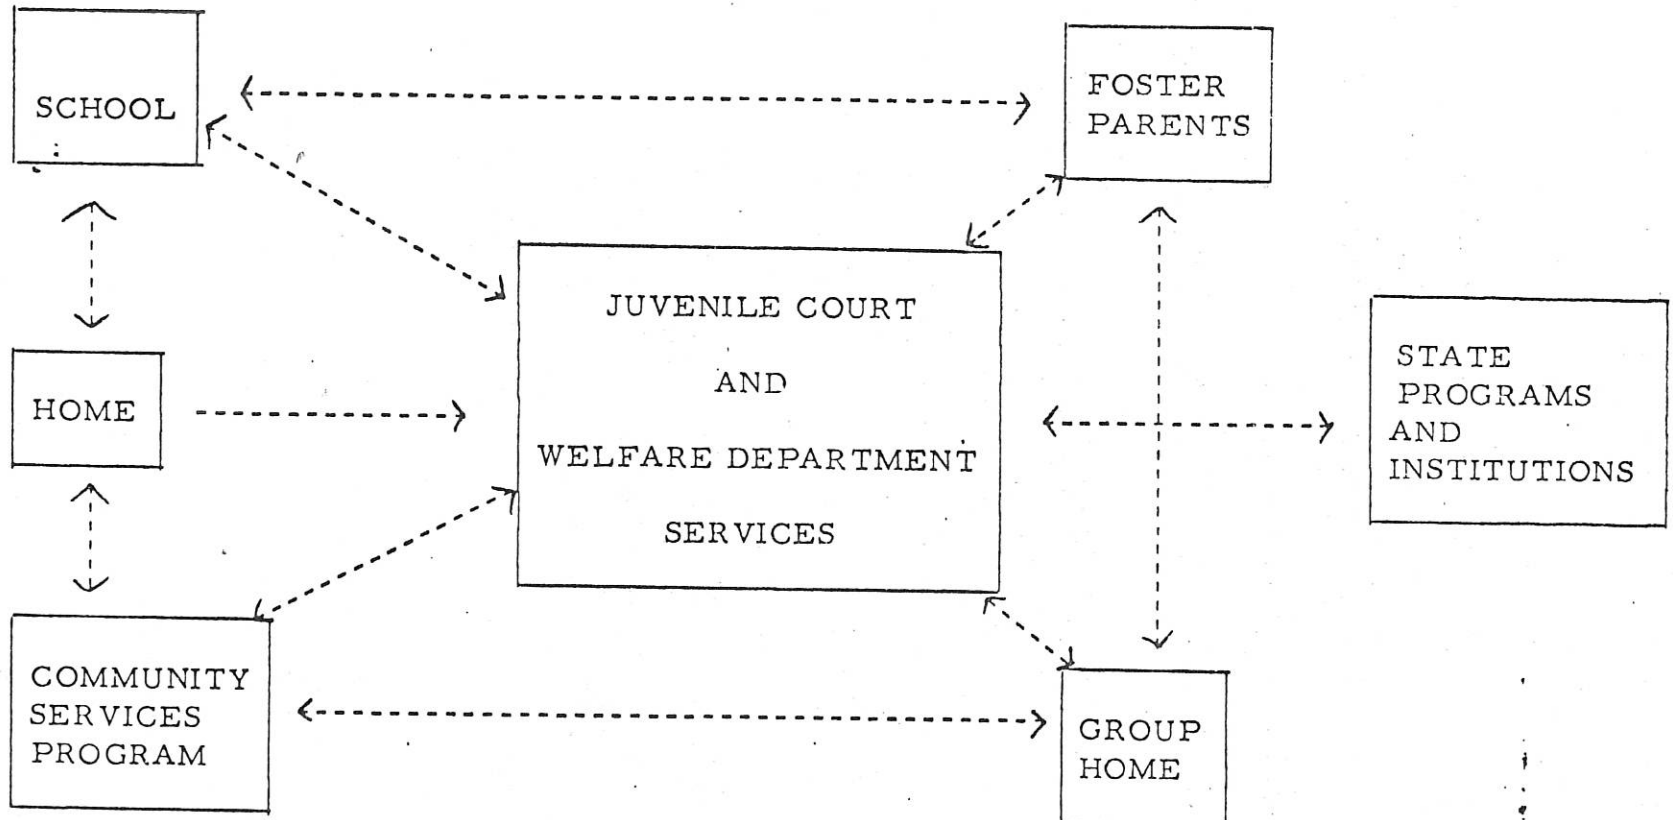 SCHOOL
FOSTER
PARENTS
JUVENILE COURT
AND
WELFARE DEPARTMENT
SERVICES
HOME
STATE
PROGRAMS
AND
INSTITUTIONS
COMMUNITY
SERVICES
PROGRAM
GROUP
HOME